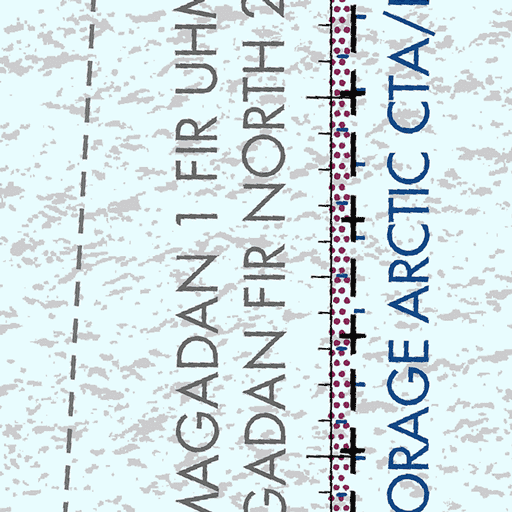 MAGADAN 1 FIR UHM
GADAN FIR NORTH 2
ORAGE ARCTIC CTA/